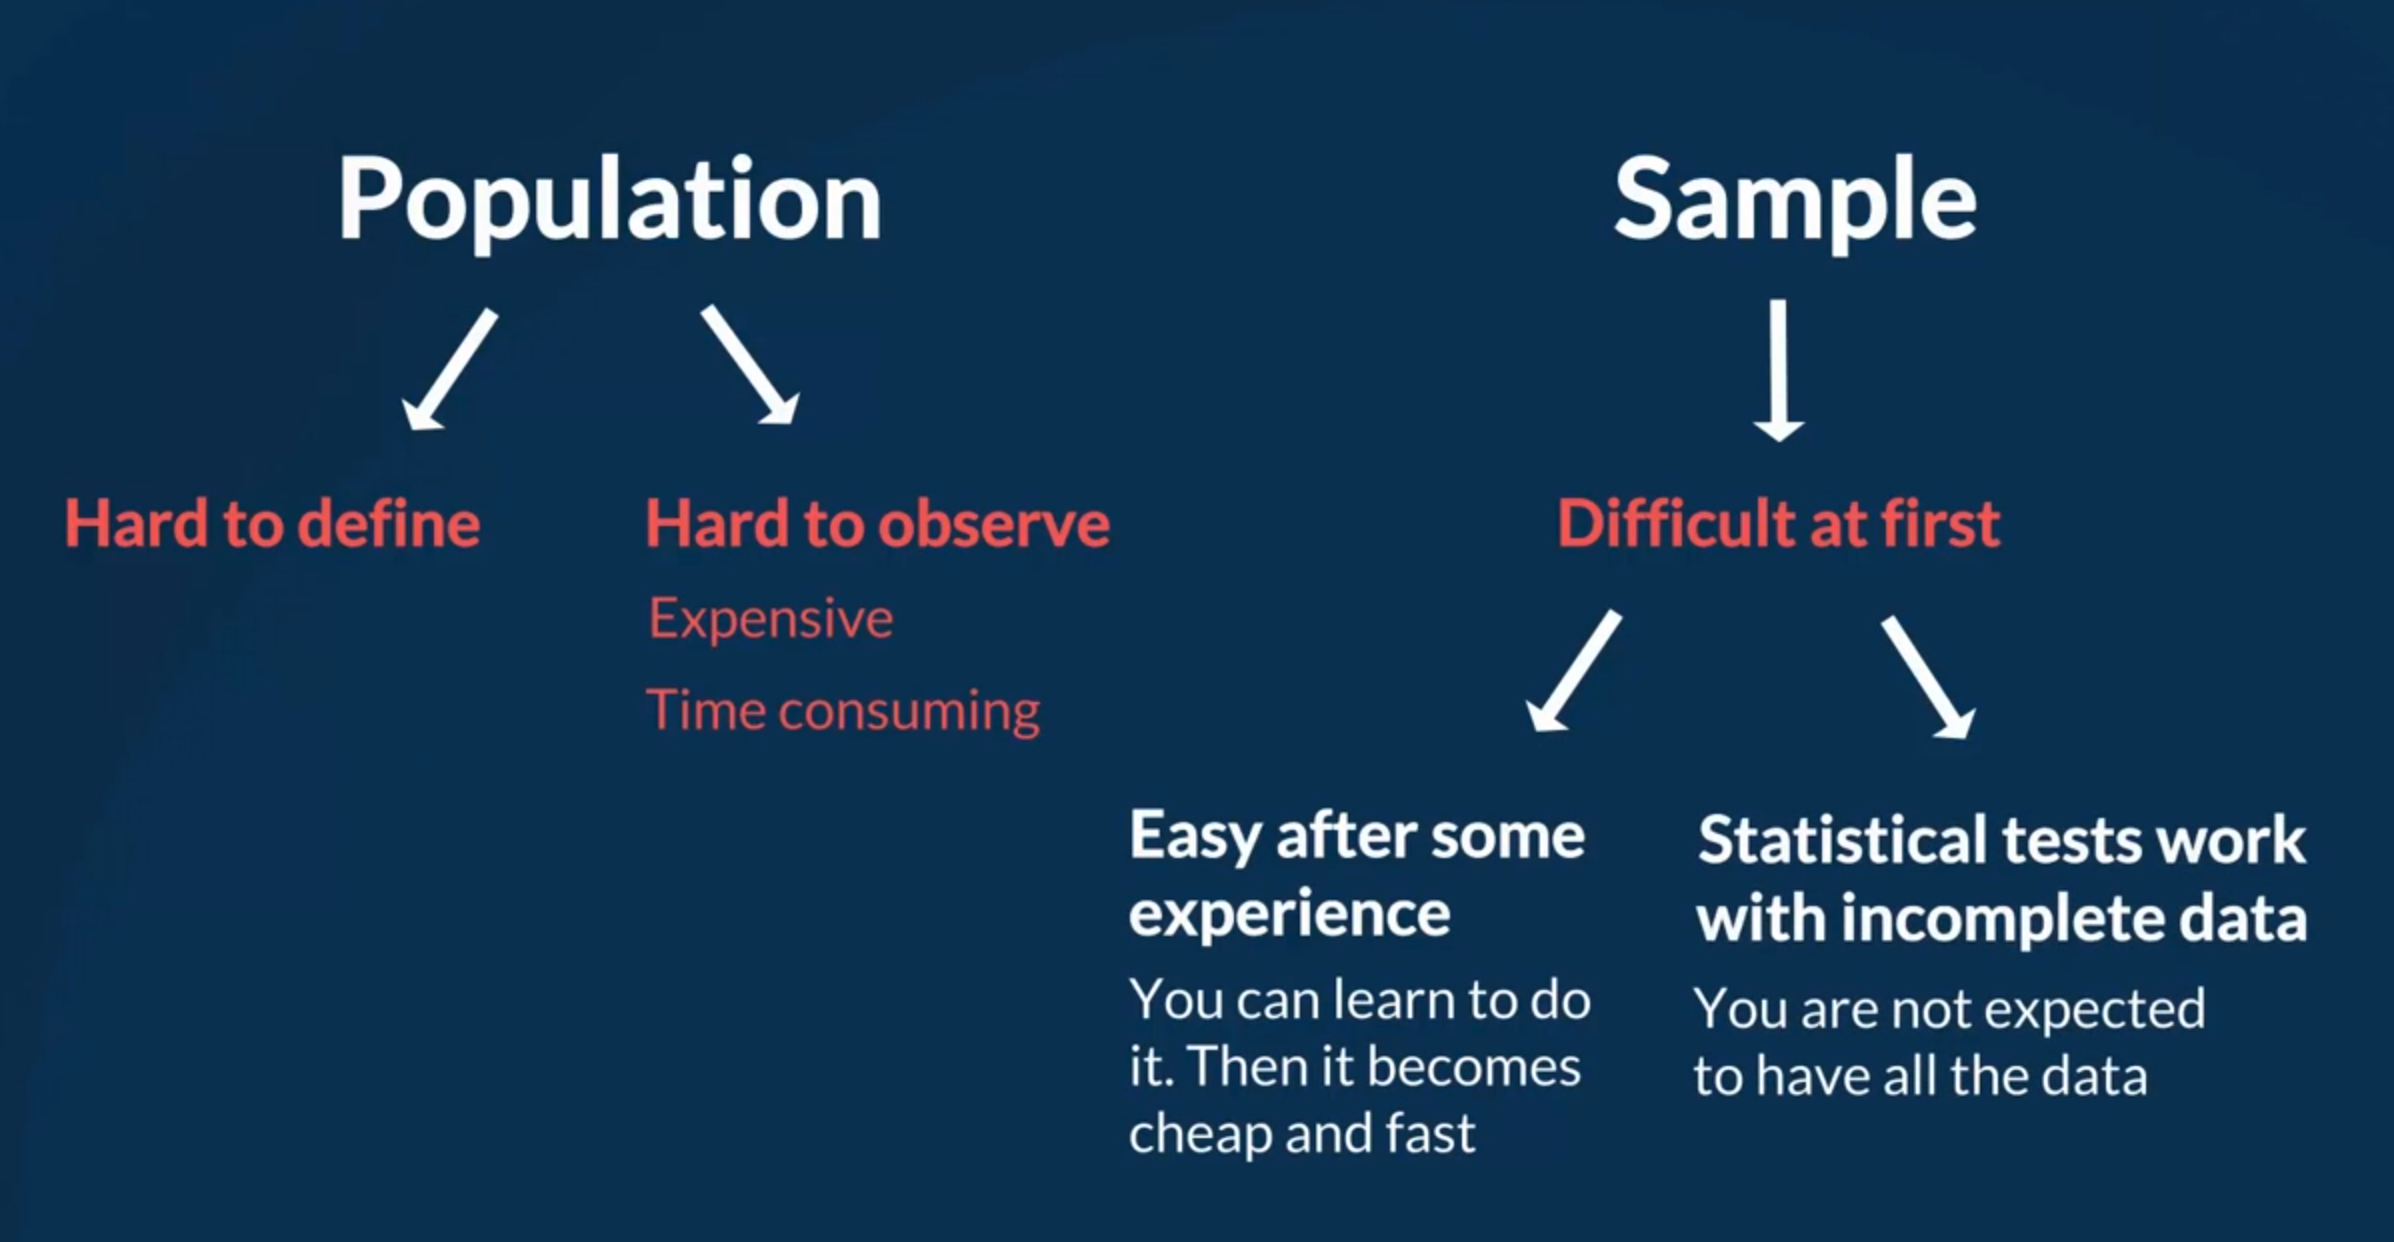 Population
Hard to define
Hard to observe
Expensive
Time consuming
Sample
Difficult at first
Easy after some
experience
You can learn to do
it. Then it becomes
cheap and fast
Statistical tests work
with incomplete data
You are not expected
to have all the data